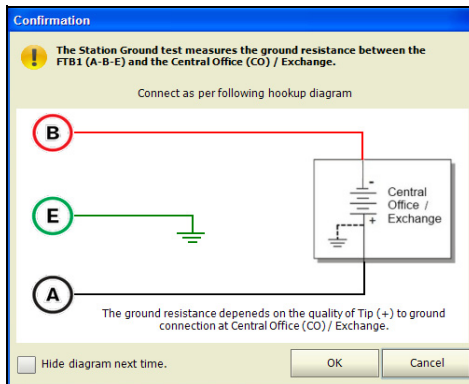 Confirmation
The Station Ground test measures the ground resistance between the
FTB1 (A-B-E) and the Central Office (CO) / Exchange.
Connect as per following hookup diagram
B
-
Central
Office /
Exchange
+
E
A
The ground resistance depeneds on the quality of Tip (+) to ground
connection at Central Office (CO) / Exchange.
Hide diagram next time.
OK
Cancel